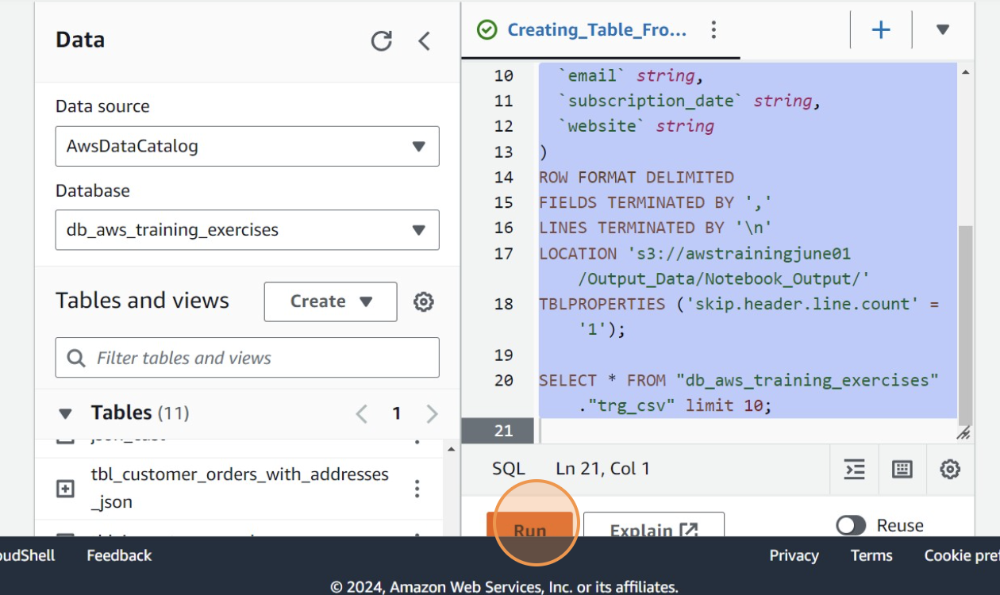 Data
Data source
AwsDataCatalog
Database
db_aws_training_exercises
Tables and views
Create
Filter tables and views
Tables (11)
1
tbl_customer_orders_with_addresses
_json
Creating_Table_Fro...
10 `email` string,
11 `subscription_date` string,
12 `website` string
13 )
14 ROW FORMAT DELIMITED
15 FIELDS TERMINATED BY ','
16 LINES TERMINATED BY '\n'
17 LOCATION 's3://awstrainingjune01
/Output_Data/Notebook_Output/'
18 TBLPROPERTIES ('skip.header.line.count' =
'1');
19
20 SELECT * FROM "db_aws_training_exercises"
."trg_csv" limit 10;
21
SQL Ln 21, Col 1
Run Explain Reuse
oudShell Feedback Privacy Terms Cookie pref
© 2024, Amazon Web Services, Inc. or its affiliates.